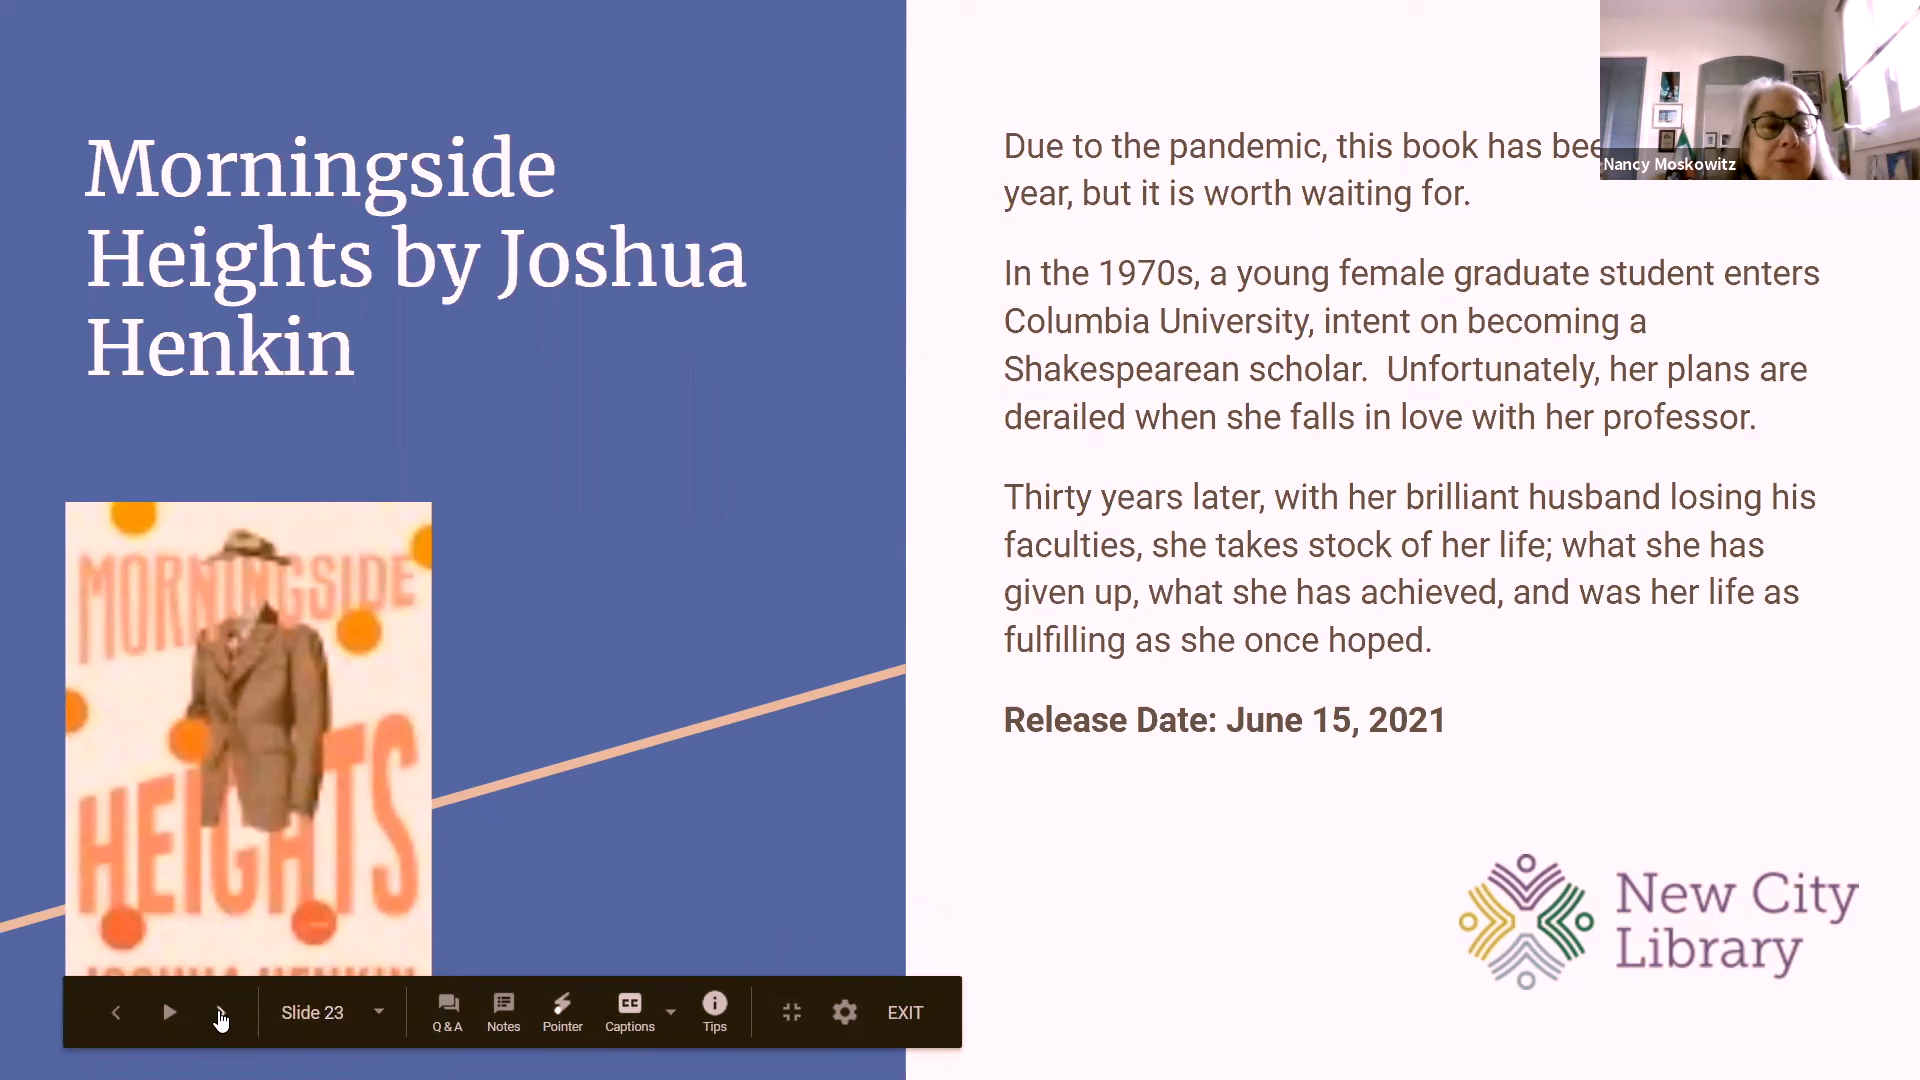 Morningside
Heights by Joshua
Henkin
Due to the pandemic, this book has
year, but it is worth waiting for.
In the 1970s, a young female graduate student enters
Columbia University, intent on becoming a
Shakespearean scholar. Unfortunately, her plans are
derailed when she falls in love with her professor.
Thirty years later, with her brilliant husband losing his
faculties, she takes stock of her life; what she has
given up, what she has achieved, and was her life as
fulfilling as she once hoped.
Release Date: June 15, 2021
Nancy Moskowitz
MORNINGSIDE
HEIGHTS
JOSHUA HENKIN
New City
Library
Slide 23
Q & A
Notes
Pointer
CC
Captions
Tips
EXIT